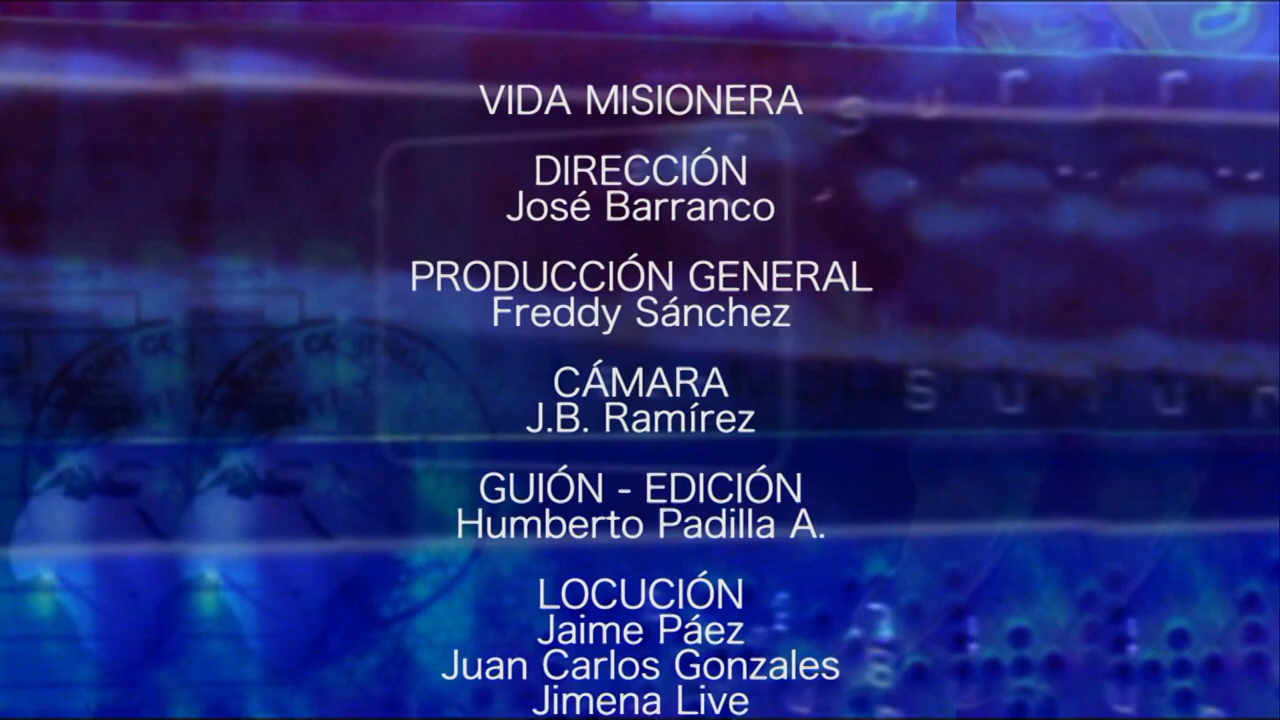 VIDA MISIONERA
DIRECCIÓN
José Barranco
PRODUCCIÓN GENERAL
Freddy Sánchez
CÁMARA
J.B. Ramírez
GUIÓN - EDICIÓN
Humberto Padilla A.
LOCUCIÓN
Jaime Páez
Juan Carlos Gonzales
Jimena Live